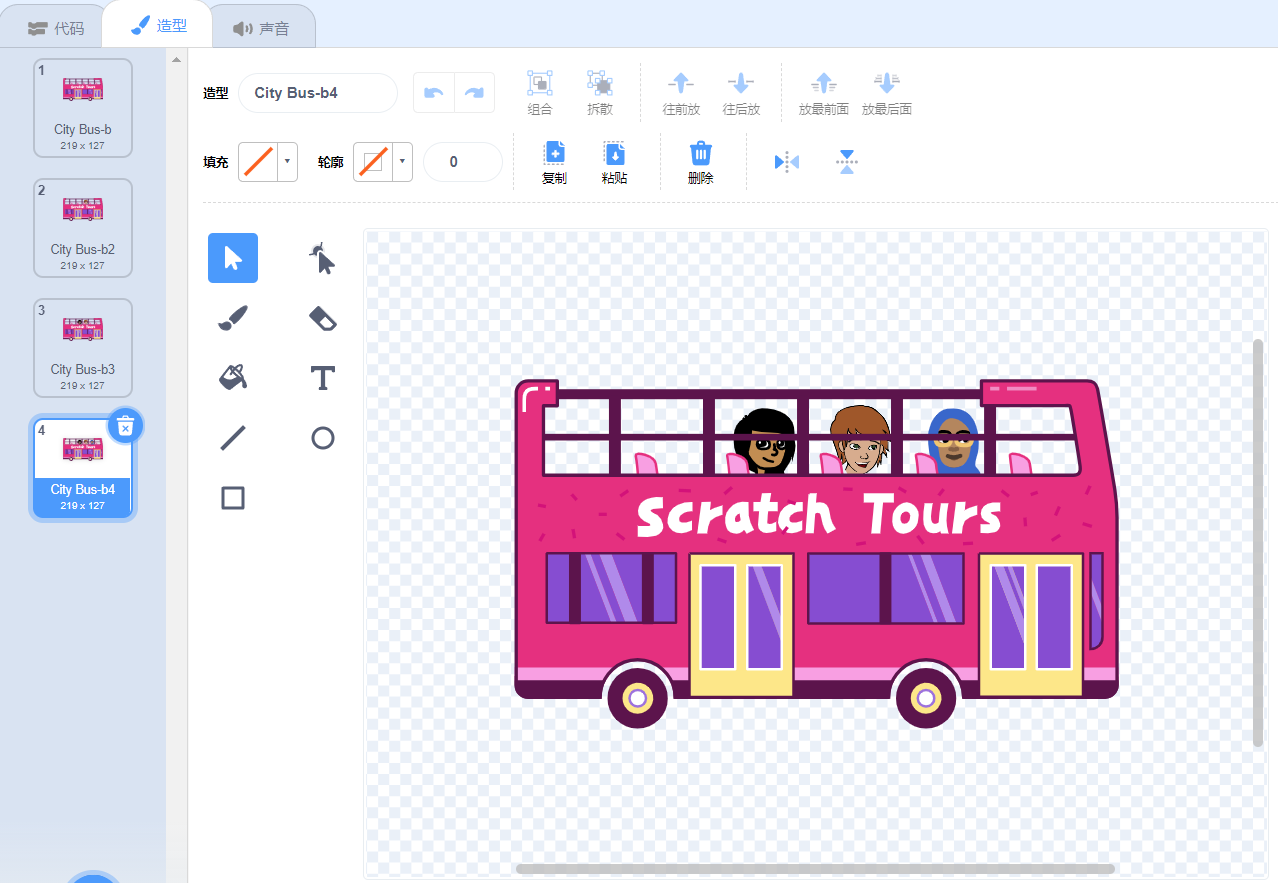 代码
造型
声音
1
City Bus-b
219 x 127
2
City Bus-b2
219 x 127
3
City Bus-b3
219 x 127
4
City Bus-b4
219 x 127
造型
City Bus-b4
组合
拆散
往前放
往后放
放最前面
放最后面
填充
轮廓
0
复制
粘贴
删除
T
Scratch Tours